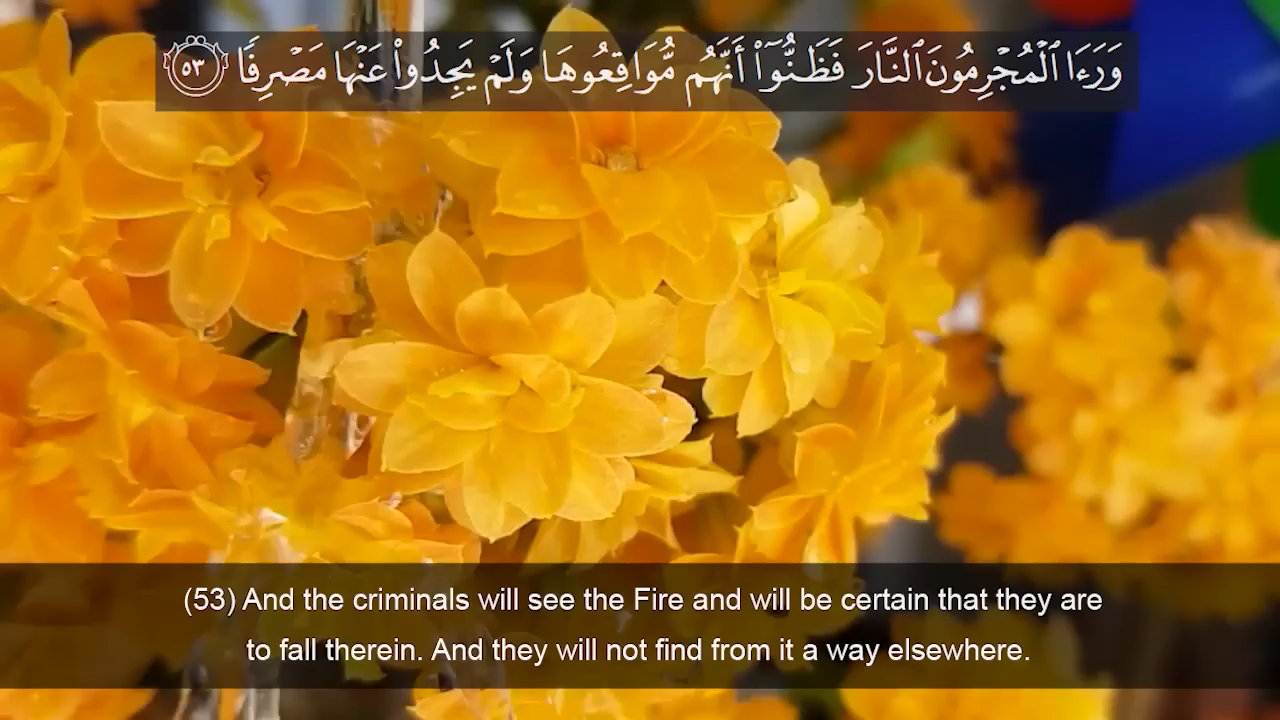 وَرَءَا ٱلْمُجْرِمُونَ ٱلنَّارَ فَظَنُّوٓا۟ أَنَّهُم مُّوَاقِعُوهَا وَلَمْ يَجِدُوا۟ عَنْهَا مَصْرِفًا ٥٣
(53) And the criminals will see the Fire and will be certain that they are
to fall therein. And they will not find from it a way elsewhere.